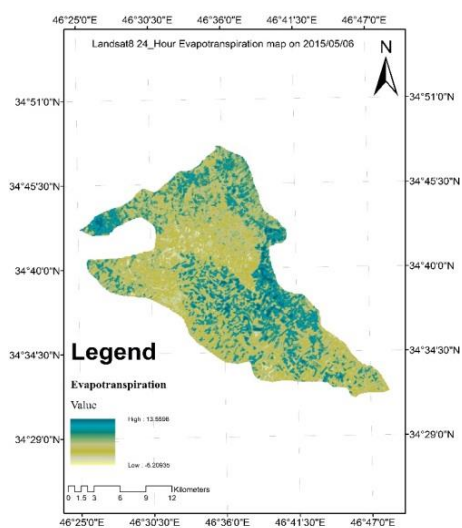 46°25'0"E 46°30'30"E 46°36'0"E 46°41'30"E 46°47'0"E
Landsat8 24_Hour Evapotranspiration map on 2015/05/06
N
34°51'0"N 34°51'0"N
34°45'30"N 34°45'30"N
34°40'0"N 34°40'0"N
34°34'30"N 34°34'30"N
Legend
Evapotranspiration
Value
High :
34°29'0"N 34°29'0"N
Low :
Kilometers
0 1.5 3 6 9 12
46°25'0"E 46°30'30"E 46°36'0"E 46°41'30"E 46°47'0"E